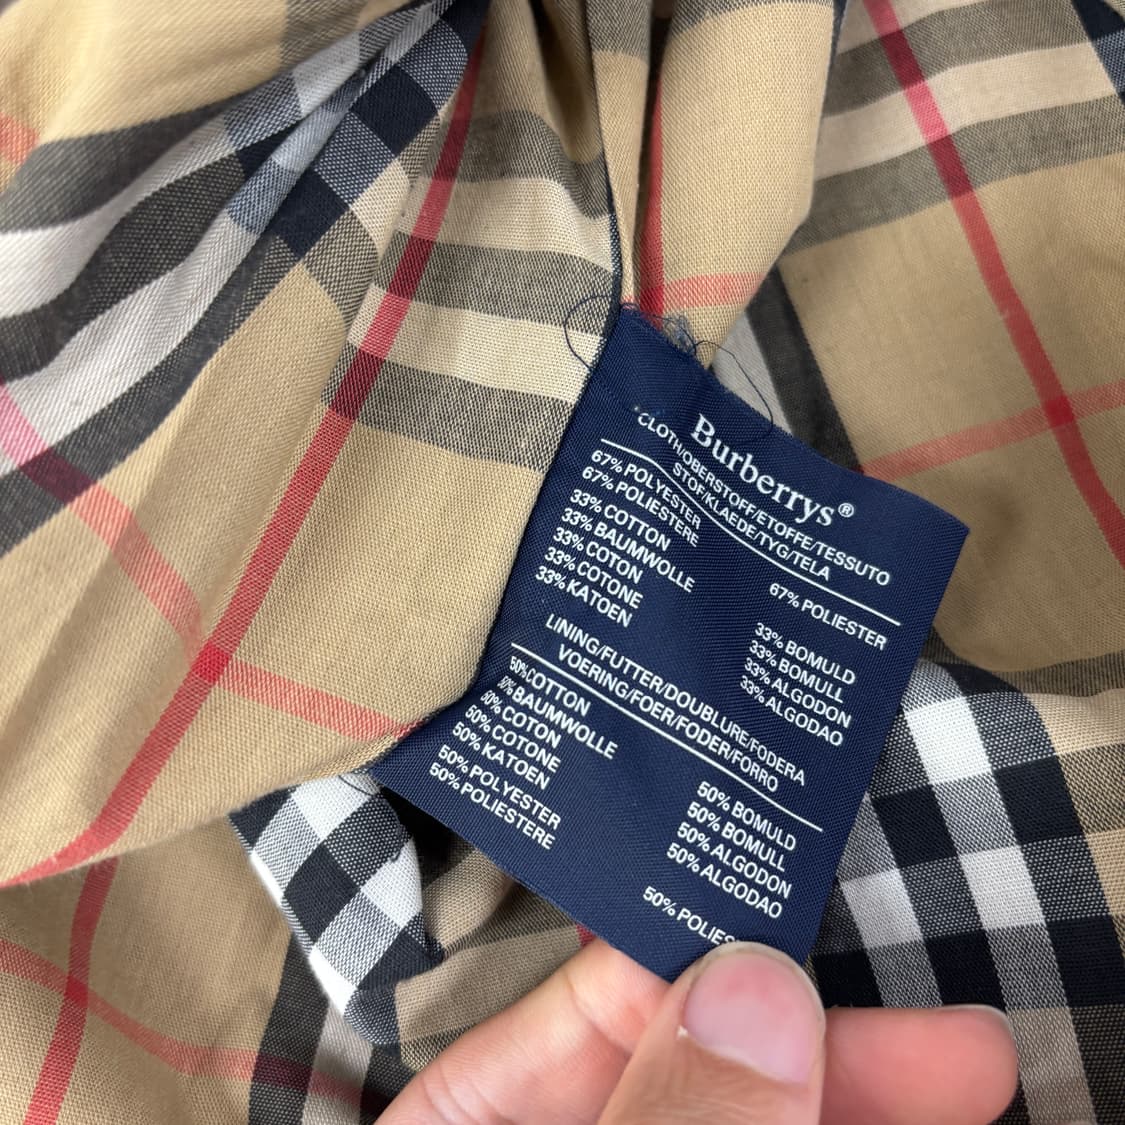 Burberrys®
CLOTH/OBERSTOFF/ETOFFE/TESSUTO
STOF/KLAEDE/TYG/TELA
67% POLYESTER
67% POLIESTERE
67% POLIESTER
33% COTTON
33% BAUMWOLLE
33% COTON
33% COTONE
33% KATOEN
33% BOMULD
33% BOMULL
33% ALGODON
33% ALGODAO
LINING/FUTTER/DOUBLURE/FODERA
VOERING/FOER/FODER/FORRO
50% COTTON
50% BAUMWOLLE
50% COTON
50% COTONE
50% KATOEN
50% BOMULD
50% BOMULL
50% ALGODON
50% ALGODAO
50% POLYESTER
50% POLIESTERE
50% POLIES